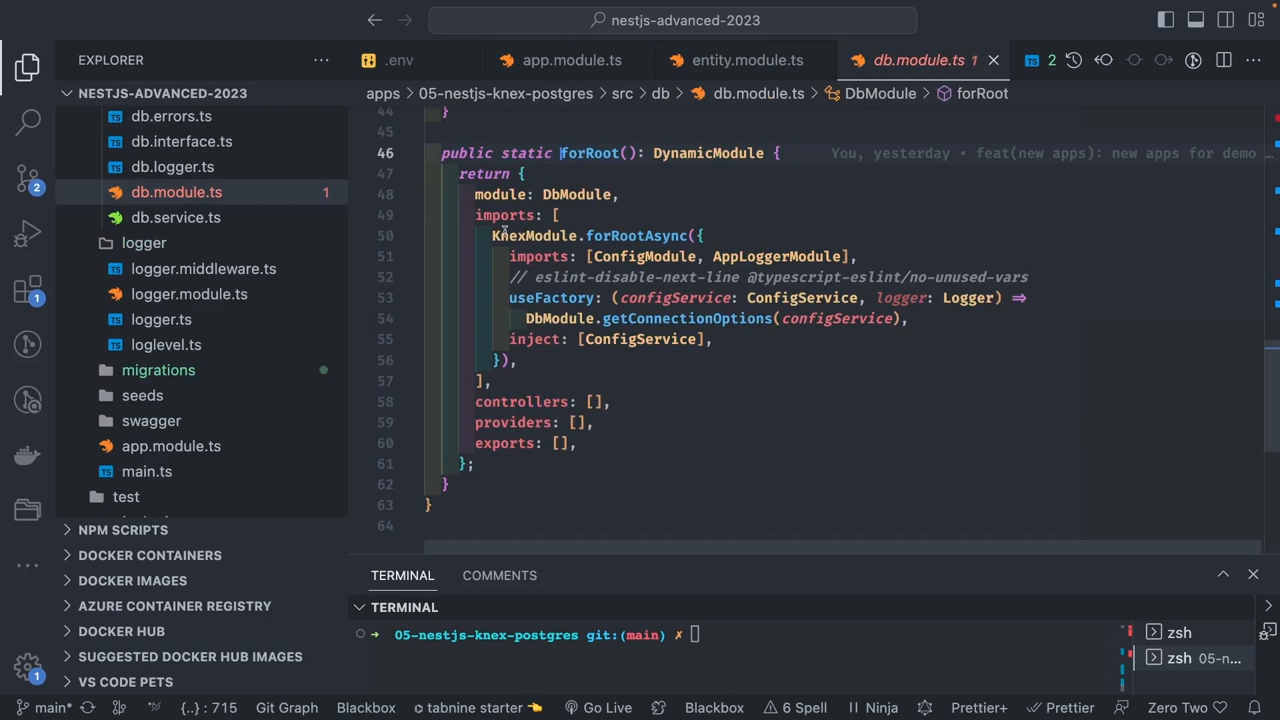 nestjs-advanced-2023
EXPLORER
.env
app.module.ts
entity.module.ts
db.module.ts 1
2
NESTJS-ADVANCED-2023
apps > 05-nestjs-knex-postgres > src > db > db.module.ts > DbModule > forRoot
db.errors.ts
db.interface.ts
db.logger.ts
db.module.ts 1
db.service.ts
logger
logger.middleware.ts
logger.module.ts
logger.ts
loglevel.ts
migrations
seeds
swagger
app.module.ts
main.ts
test
NPM SCRIPTS
DOCKER CONTAINERS
DOCKER IMAGES
AZURE CONTAINER REGISTRY
DOCKER HUB
SUGGESTED DOCKER HUB IMAGES
VS CODE PETS
2
1
1
44 }
45
46 public static forRoot(): DynamicModule { You, yesterday • feat(new apps): new apps for demo …
47 return {
48 module: DbModule,
49 imports: [
50 KnexModule.forRootAsync({
51 imports: [ConfigModule, AppLoggerModule],
52 // eslint-disable-next-line @typescript-eslint/no-unused-vars
53 useFactory: (configService: ConfigService, logger: Logger) =>
54 DbModule.getConnectionOptions(configService),
55 inject: [ConfigService],
56 }),
57 ],
58 controllers: [],
59 providers: [],
60 exports: [],
61 };
62 }
63 }
64
TERMINAL
COMMENTS
TERMINAL
→ 05-nestjs-knex-postgres git:(main) ✗
zsh
zsh 05-n...
main* {..} : 715 Git Graph Blackbox tabnine starter 👈 Go Live Blackbox 6 Spell Ninja Prettier+ Prettier Zero Two